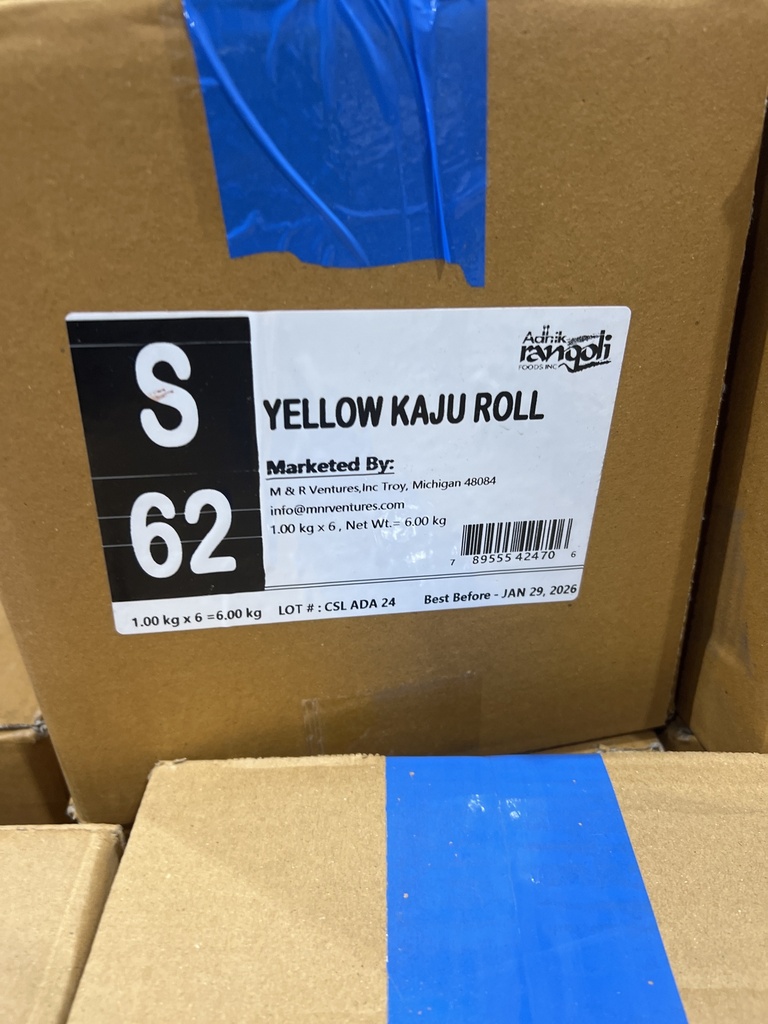 S
62
Adhik
rangoli
FOODS INC
YELLOW KAJU ROLL
Marketed By:
M & R Ventures,Inc Troy, Michigan 48084
info@mnrventures.com
1.00 kg x 6 , Net Wt.= 6.00 kg
7 89555 42470 6
1.00 kg x 6 =6.00 kg LOT # : CSL ADA 24 Best Before - JAN 29, 2026